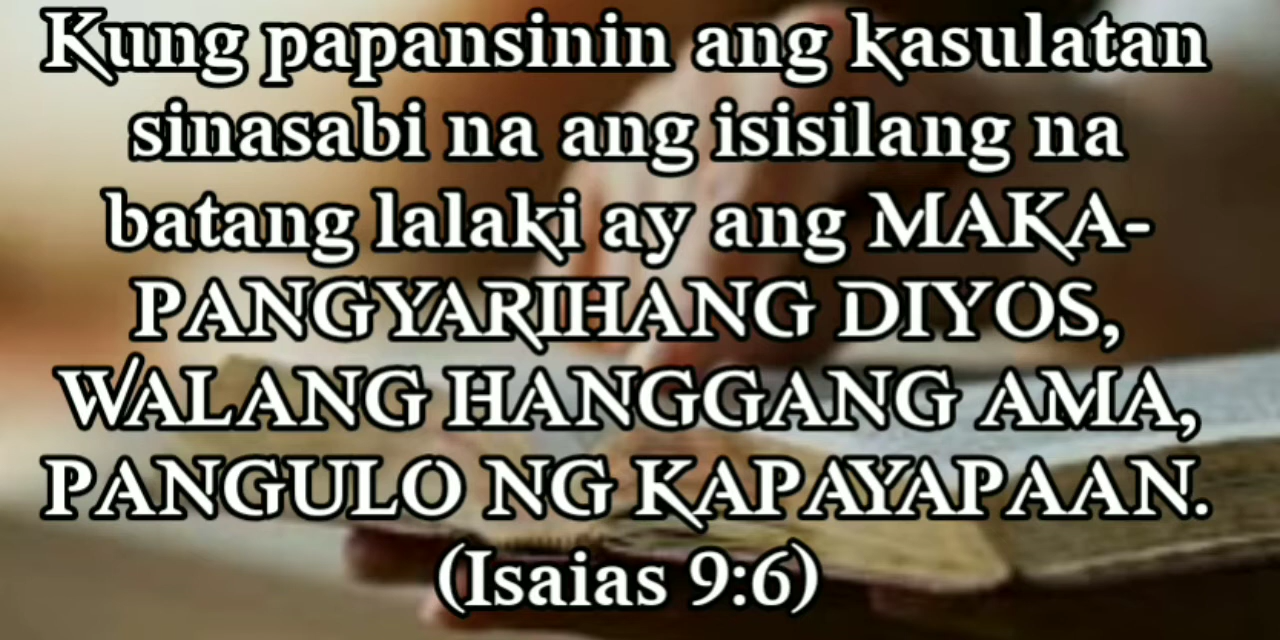 Kung papansinin ang kasulatan
sinasabi na ang isisilang na
batang lalaki ay ang MAKA-
PANGYARIHANG DIYOS,
WALANG HANGGANG AMA,
PANGULO NG KAPAYAPAAN.
(Isaias 9:6)